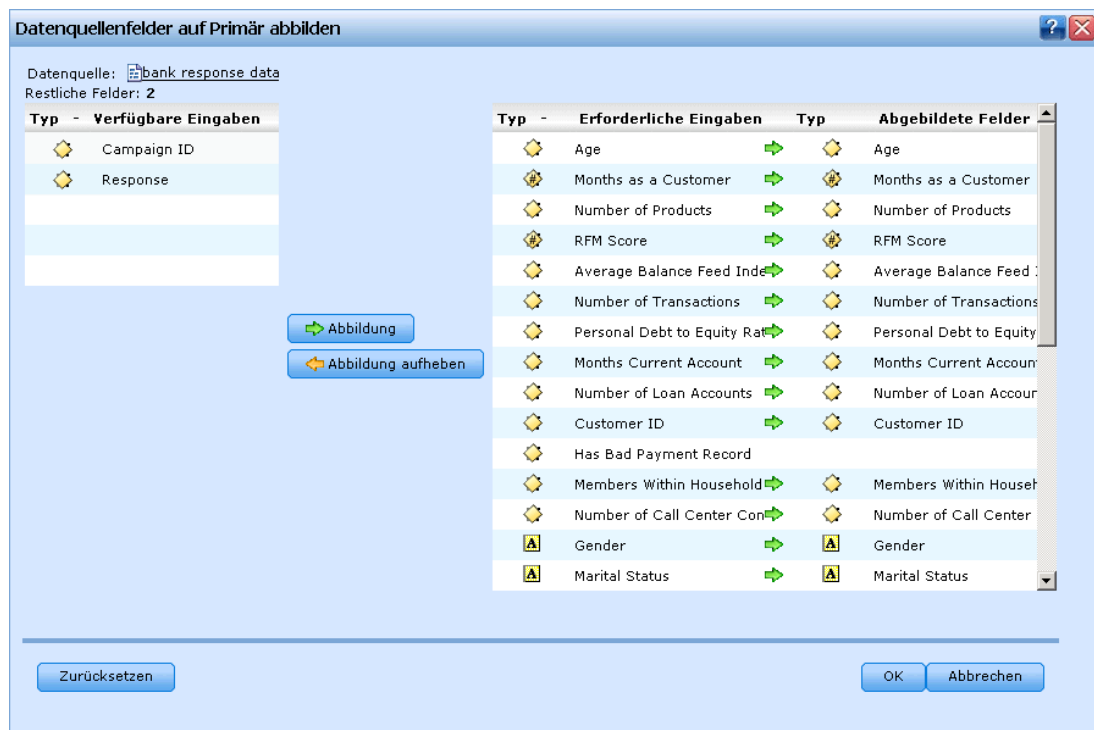 Datenquellenfelder auf Primär abbilden
?
Datenquelle: bank response data
Restliche Felder: 2
Typ - Verfügbare Eingaben
Campaign ID
Response
Abbildung
Abbildung aufheben
Typ - Erforderliche Eingaben Typ Abgebildete Felder
Age Age
# Months as a Customer # Months as a Customer
Number of Products Number of Products
# RFM Score # RFM Score
Average Balance Feed Inde Average Balance Feed I
Number of Transactions Number of Transactions
Personal Debt to Equity Rat Personal Debt to Equity
Months Current Account Months Current Accoun
Number of Loan Accounts Number of Loan Accour
Customer ID Customer ID
Has Bad Payment Record
Members Within Household Members Within Househ
Number of Call Center Con Number of Call Center
A Gender A Gender
A Marital Status A Marital Status
Zurücksetzen
OK Abbrechen